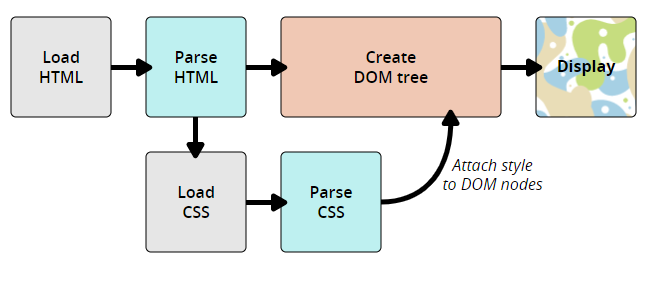 Load
HTML
Parse
HTML
Create
DOM tree
Display
Load
CSS
Parse
CSS
Attach style
to DOM nodes